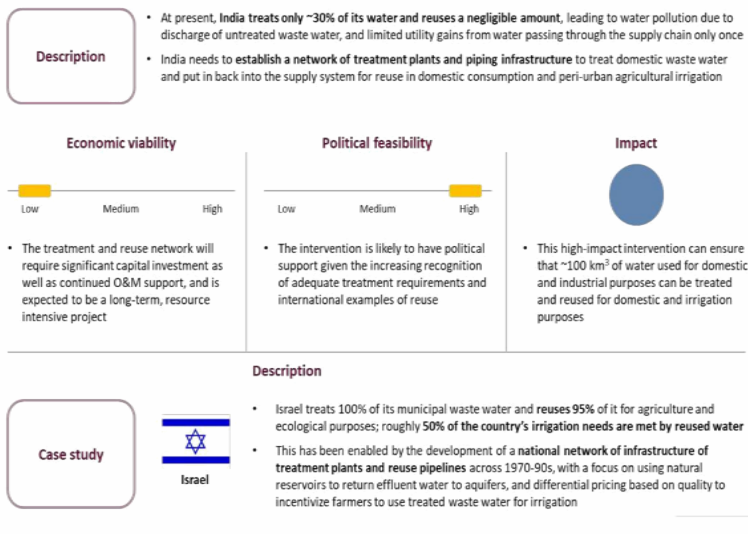 Description
• At present, India treats only ~30% of its water and reuses a negligible amount, leading to water pollution due to
discharge of untreated waste water, and limited utility gains from water passing through the supply chain only once
• India needs to establish a network of treatment plants and piping infrastructure to treat domestic waste water
and put in back into the supply system for reuse in domestic consumption and peri-urban agricultural irrigation
Economic viability
Low Medium High
• The treatment and reuse network will
require significant capital investment as
well as continued O&M support, and is
expected to be a long-term, resource
intensive project
Political feasibility
Low Medium High
• The intervention is likely to have political
support given the increasing recognition
of adequate treatment requirements and
international examples of reuse
Impact
• This high-impact intervention can ensure
that ~100 km³ of water used for domestic
and industrial purposes can be treated
and reused for domestic and irrigation
purposes
Case study
Israel
Description
• Israel treats 100% of its municipal waste water and reuses 95% of it for agriculture and
ecological purposes; roughly 50% of the country's irrigation needs are met by reused water
• This has been enabled by the development of a national network of infrastructure of
treatment plants and reuse pipelines across 1970-90s, with a focus on using natural
reservoirs to return effluent water to aquifers, and differential pricing based on quality to
incentivize farmers to use treated waste water for irrigation